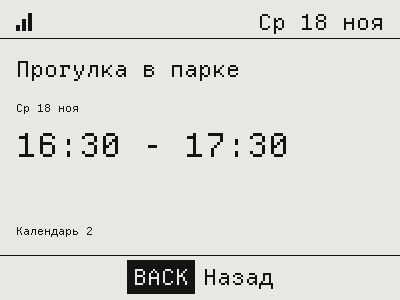 Ср 18 ноя
Прогулка в парке
Ср 18 ноя
16:30 - 17:30
Календарь 2
BACK Назад